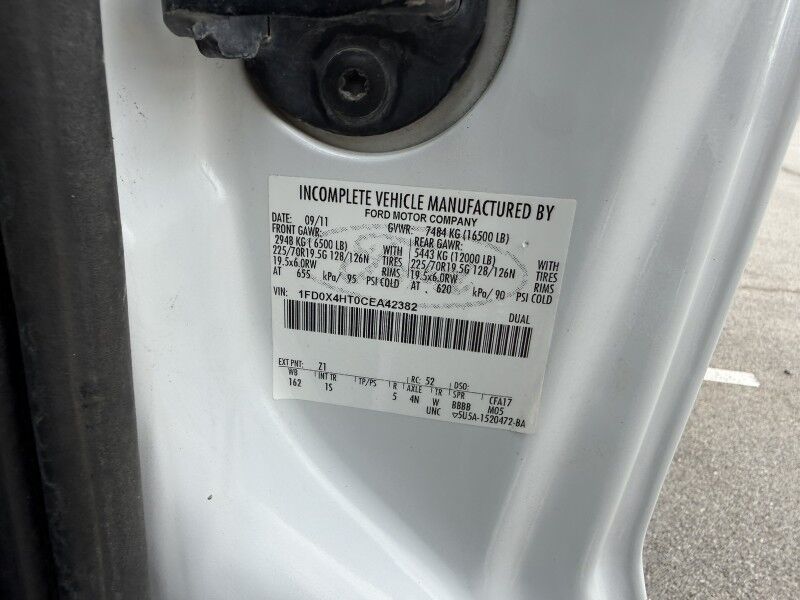 INCOMPLETE VEHICLE MANUFACTURED BY
FORD MOTOR COMPANY
DATE: 09/11 GVWR: 7484 KG (16500 LB)
FRONT GAWR: REAR GAWR:
2948 KG (6500 LB) WITH 5443 KG (12000 LB) WITH
225/70R19.5G 128/126N TIRES 225/70R19.5G 128/126N TIRES
19.5x6.0RW RIMS 19.5x6.0RW RIMS
AT 655 kPa/ 95 PSI COLD AT 620 kPa/ 90 PSI COLD
VIN: 1FD0X4HT0CEA42382 DUAL
EXT PNT: Z1 RC: 52 DSO:
WB INT TR TP/PS R AXLE TR SPR CFA17
162 1S 5 4N W BBBB M05
UNC ▽5U5A-1520472-BA